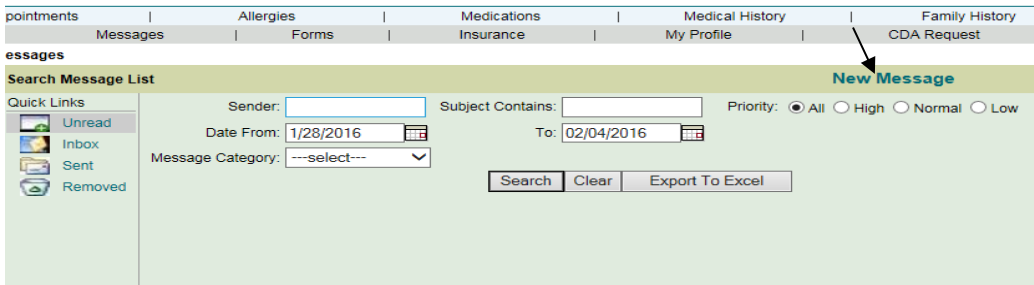 pointments | Allergies | Medications | Medical History | Family History
Messages | Forms | Insurance | My Profile | CDA Request
essages
Search Message List New Message
Quick Links Sender: Subject Contains: Priority: All High Normal Low
Unread Date From: 1/28/2016 To: 02/04/2016
Inbox Message Category: ---select---
Sent Search Clear Export To Excel
Removed